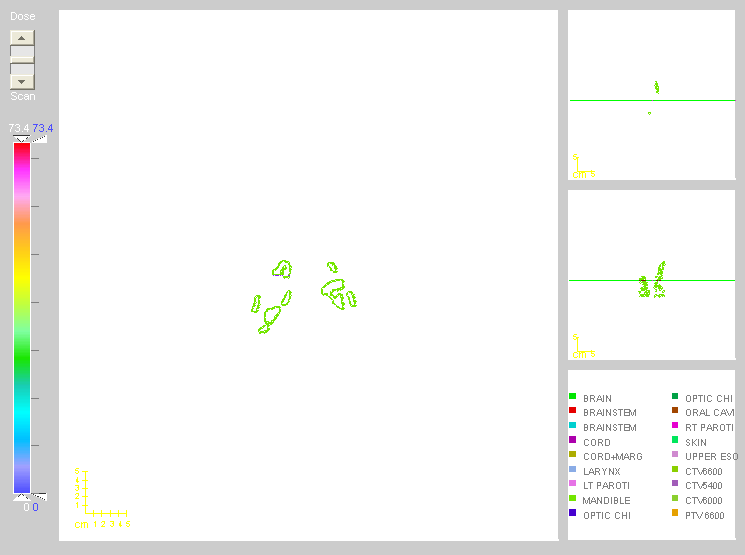 Dose
Scan
73.4 73.4
0 0
5
4
3
2
1
cm 1 2 3 4 5
5
cm 5
5
cm 5
BRAIN OPTIC CHI
BRAINSTEM ORAL CAVI
BRAINSTEM RT PAROTI
CORD SKIN
CORD+MARG UPPER ESO
LARYNX CTV6600
LT PAROTI CTV5400
MANDIBLE CTV6000
OPTIC CHI PTV6600